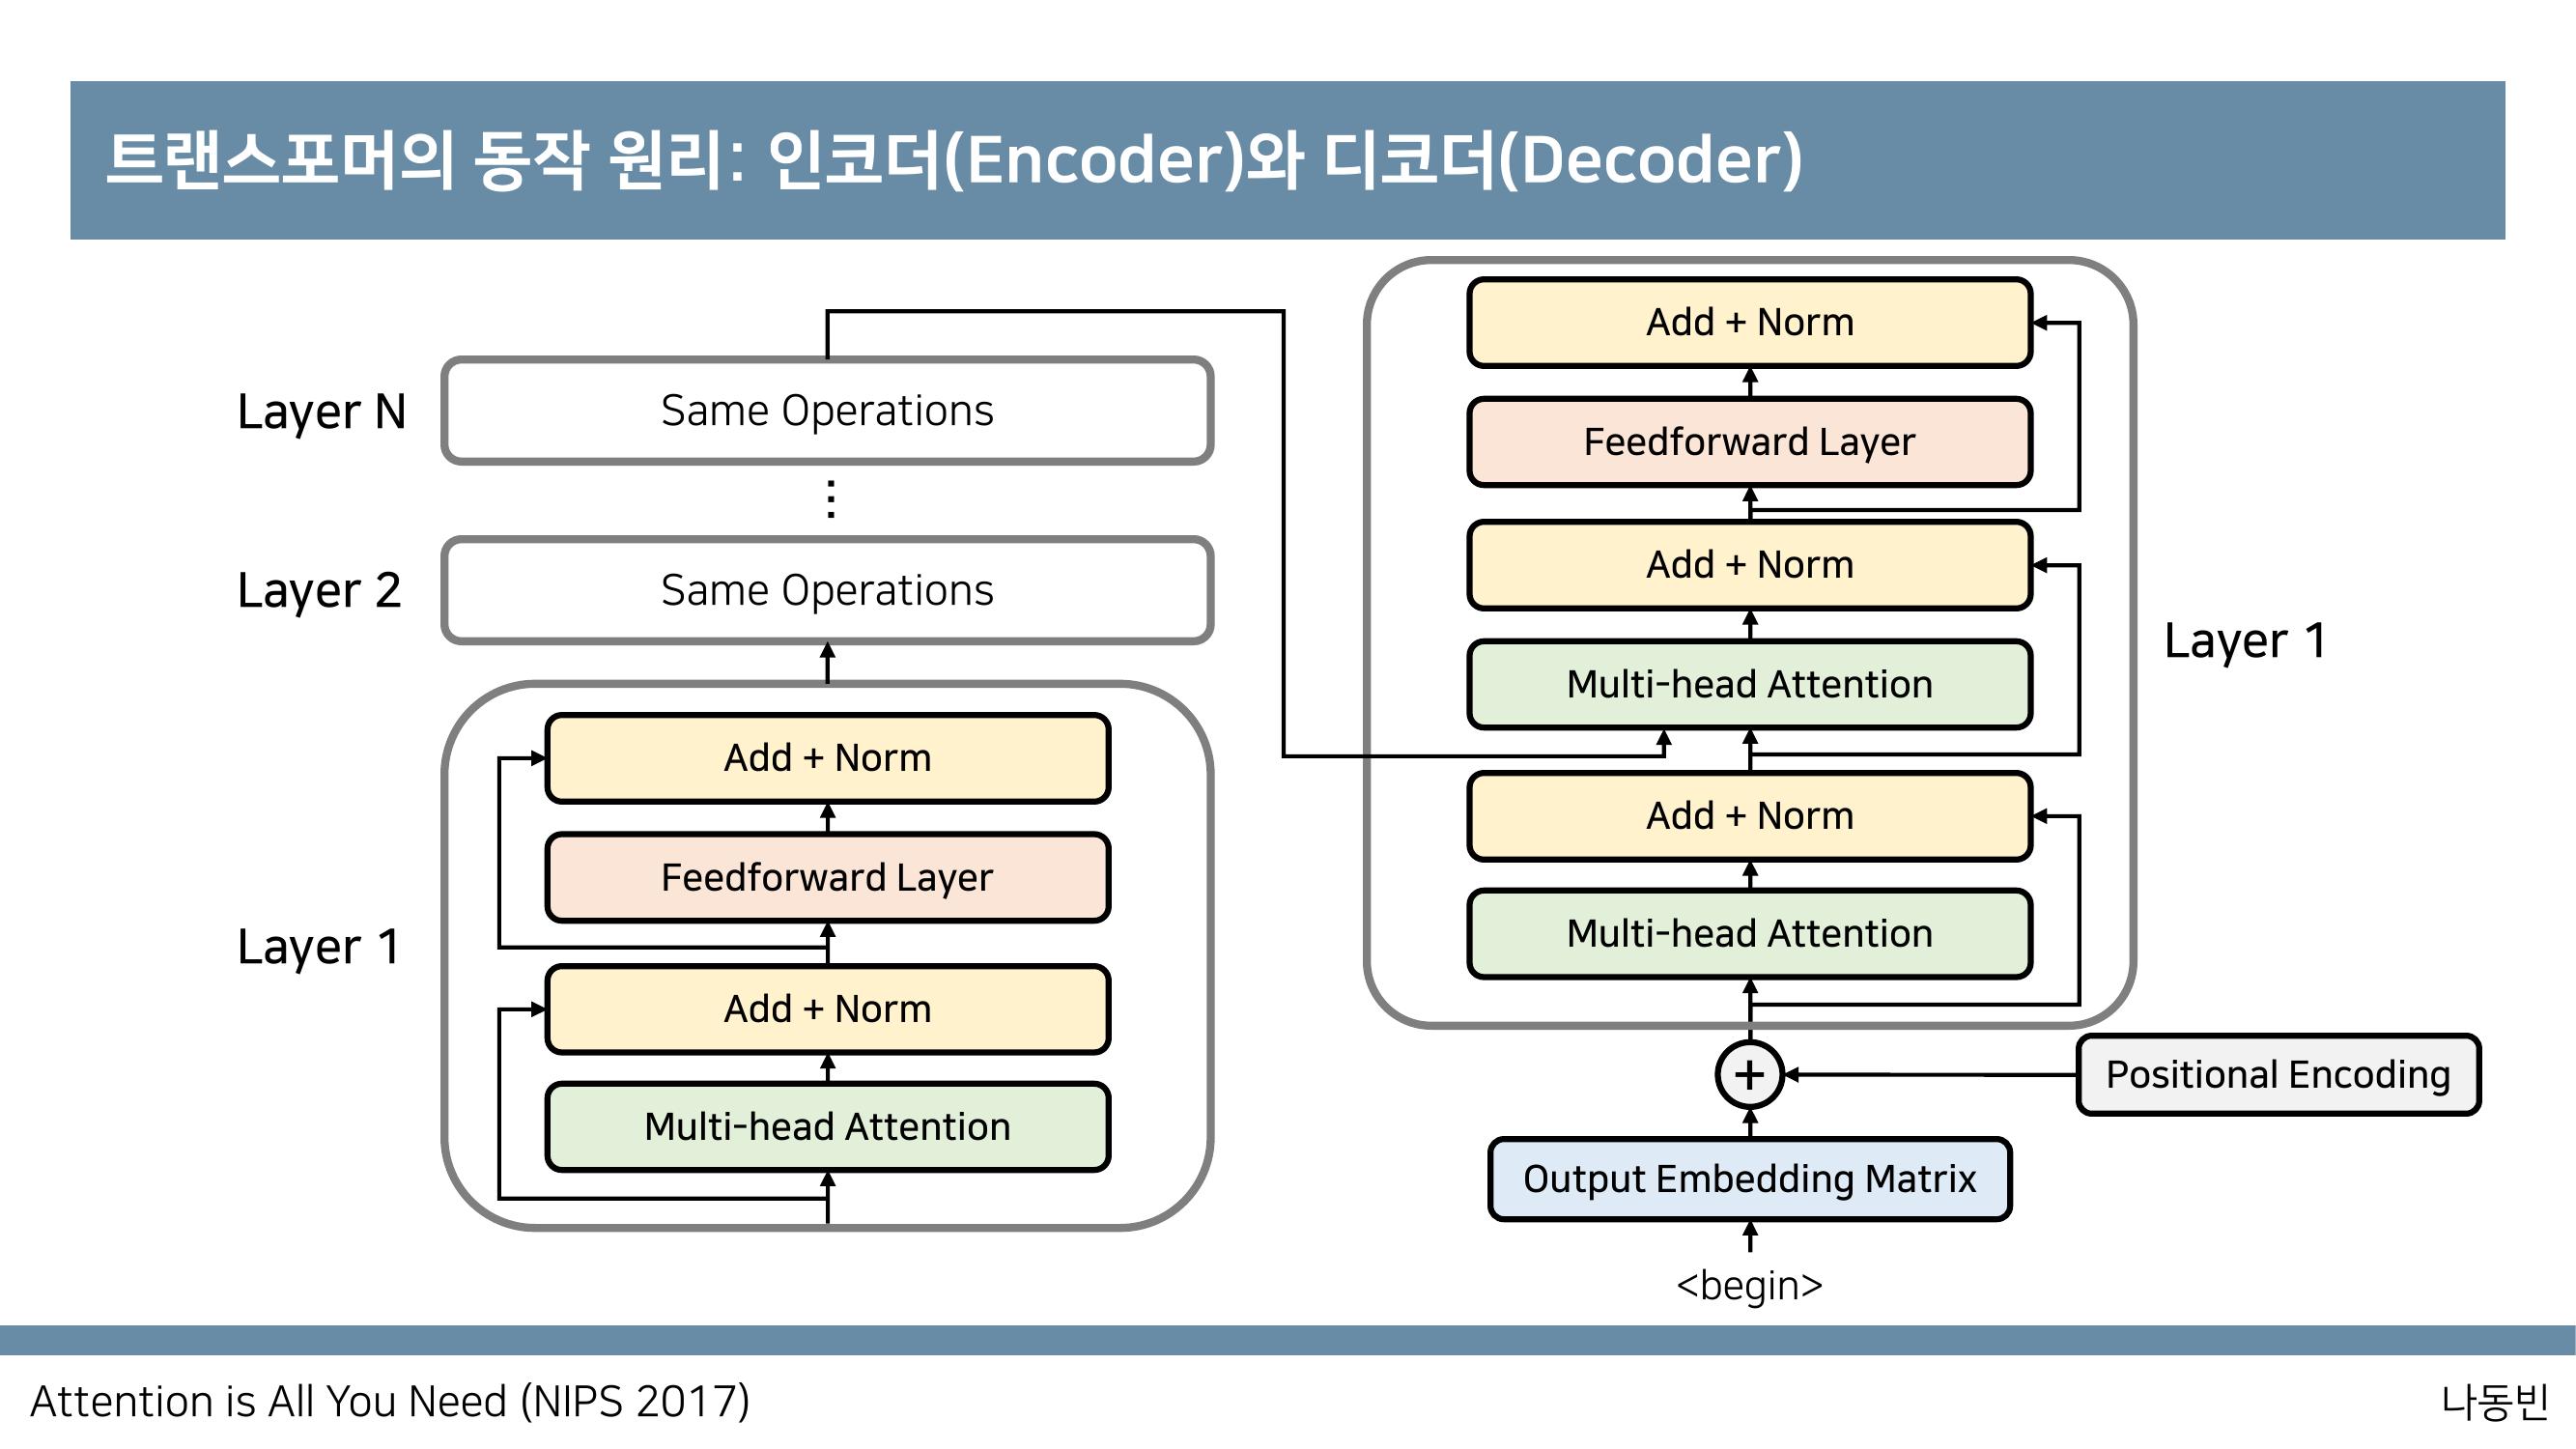 트랜스포머의 동작 원리: 인코더(Encoder)와 디코더(Decoder)
Layer N
Same Operations
⋮
Layer 2
Same Operations
Layer 1
Add + Norm
Feedforward Layer
Add + Norm
Multi-head Attention
Add + Norm
Feedforward Layer
Add + Norm
Multi-head Attention
Add + Norm
Multi-head Attention
Layer 1
+
Positional Encoding
Output Embedding Matrix
<begin>
Attention is All You Need (NIPS 2017)
나동빈